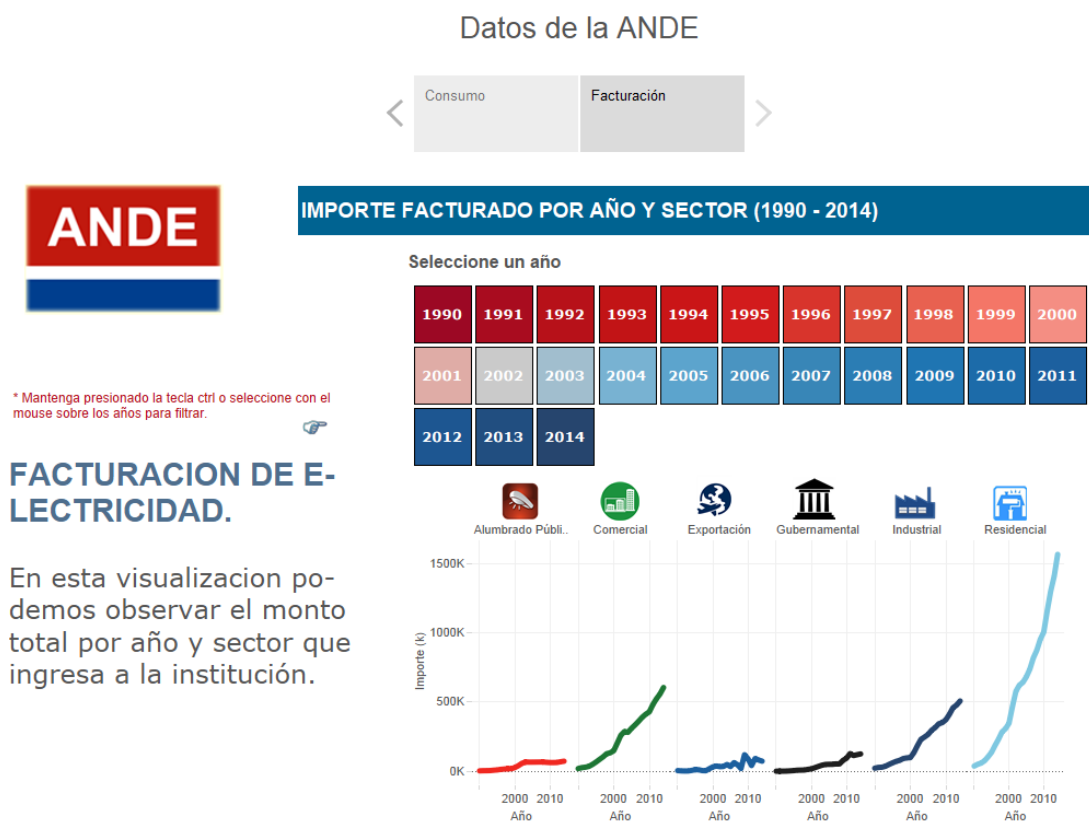 Datos de la ANDE
Consumo
Facturación
ANDE
IMPORTE FACTURADO POR AÑO Y SECTOR (1990 - 2014)
Seleccione un año
1990 1991 1992 1993 1994 1995 1996 1997 1998 1999 2000
2001 2002 2003 2004 2005 2006 2007 2008 2009 2010 2011
2012 2013 2014
* Mantenga presionado la tecla ctrl o seleccione con el
mouse sobre los años para filtrar.
FACTURACION DE E-
LECTRICIDAD.
En esta visualizacion po-
demos observar el monto
total por año y sector que
ingresa a la institución.
Alumbrado Públi.. Comercial Exportación Gubernamental Industrial Residencial
Importe (k)
1500K
1000K
500K
0K
2000 2010 2000 2010 2000 2010 2000 2010 2000 2010 2000 2010
Año Año Año Año Año Año